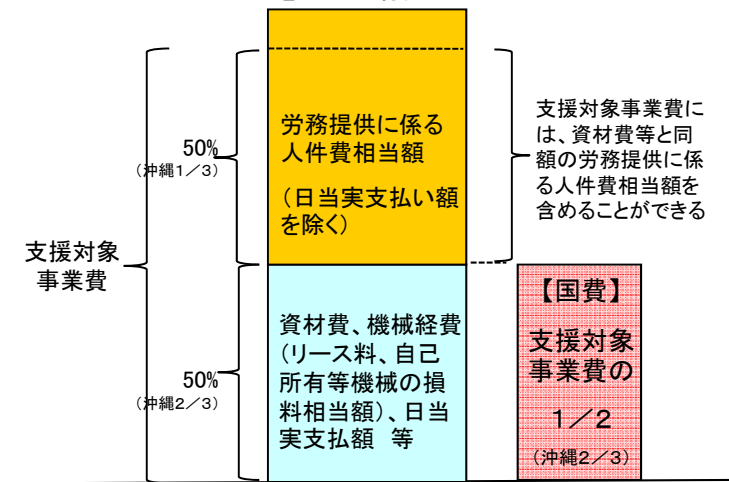 支援対象
事業費
50%
(沖縄1/3)
50%
(沖縄2/3)
労務提供に係る
人件費相当額
(日当実支払い額
を除く)
資材費、機械経費
(リース料、自己
所有等機械の損
料相当額)、日当
実支払額 等
支援対象事業費に
は、資材費等と同
額の労務提供に係
る人件費相当額を
含めることができる
【国費】
支援対象
事業費の
1/2
(沖縄2/3)